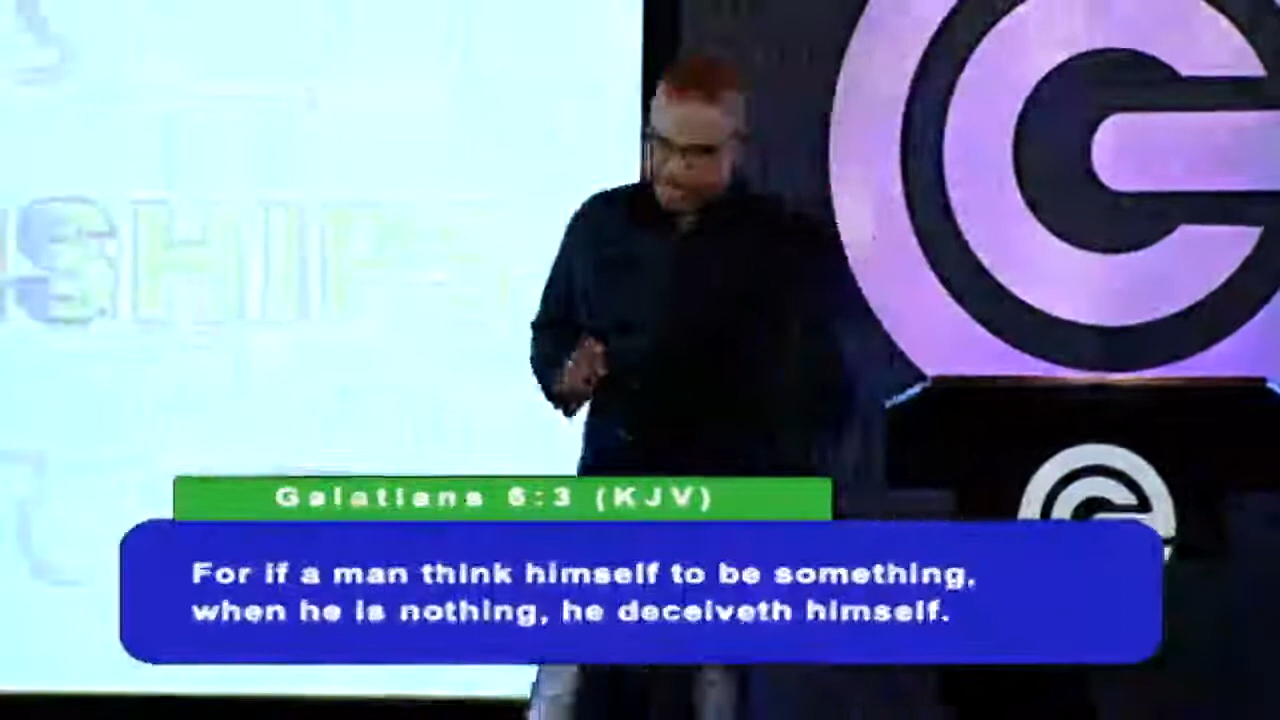 SHIPS
Galatians 6:3 (KJV)
For if a man think himself to be something,
when he is nothing, he deceiveth himself.